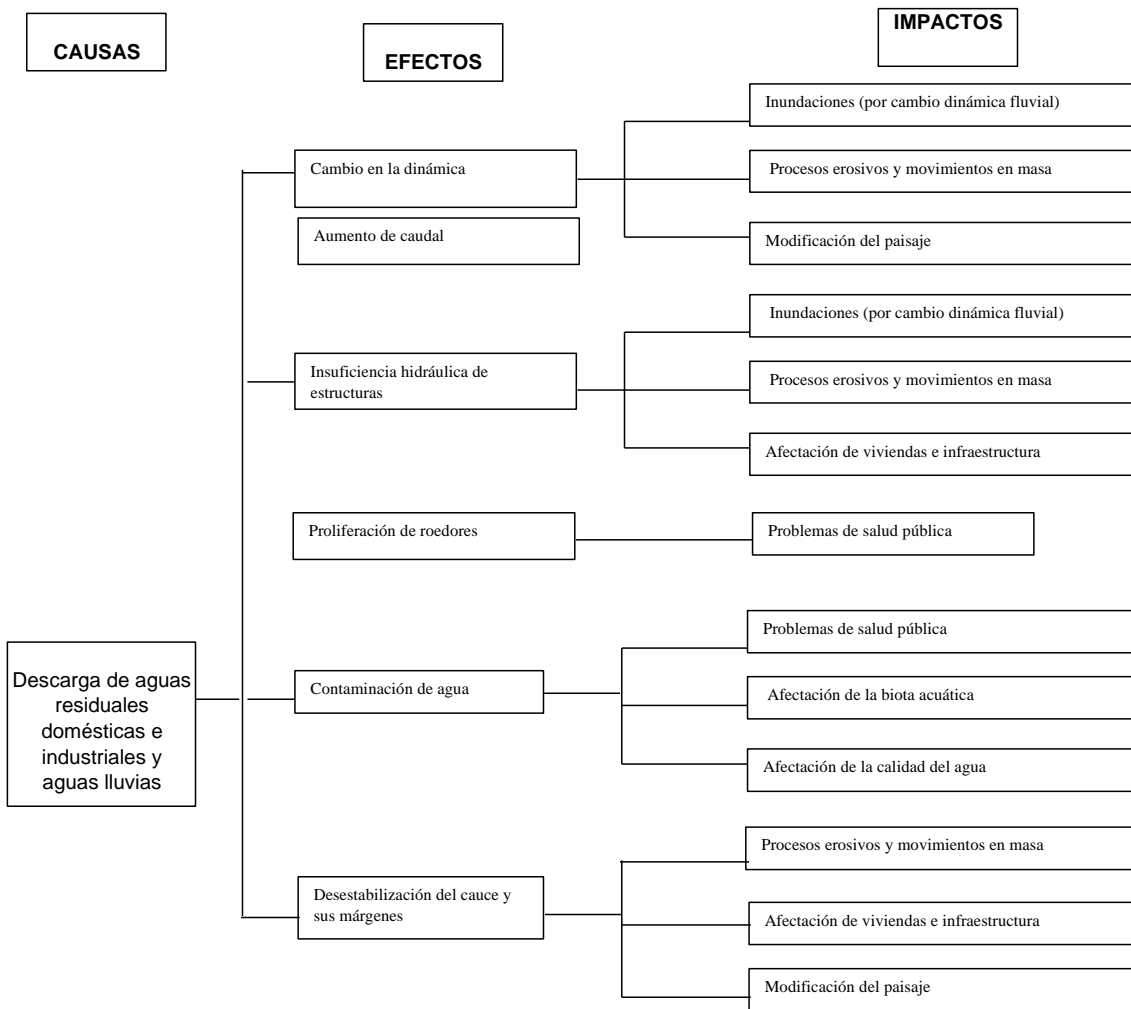 CAUSAS
EFECTOS
IMPACTOS
Inundaciones (por cambio dinámica fluvial)
Cambio en la dinámica
Procesos erosivos y movimientos en masa
Aumento de caudal
Modificación del paisaje
Inundaciones (por cambio dinámica fluvial)
Insuficiencia hidráulica de
estructuras
Procesos erosivos y movimientos en masa
Afectación de viviendas e infraestructura
Proliferación de roedores
Problemas de salud pública
Problemas de salud pública
Descarga de aguas
residuales
domésticas e
industriales y
aguas lluvias
Contaminación de agua
Afectación de la biota acuática
Afectación de la calidad del agua
Procesos erosivos y movimientos en masa
Desestabilización del cauce y
sus márgenes
Afectación de viviendas e infraestructura
Modificación del paisaje